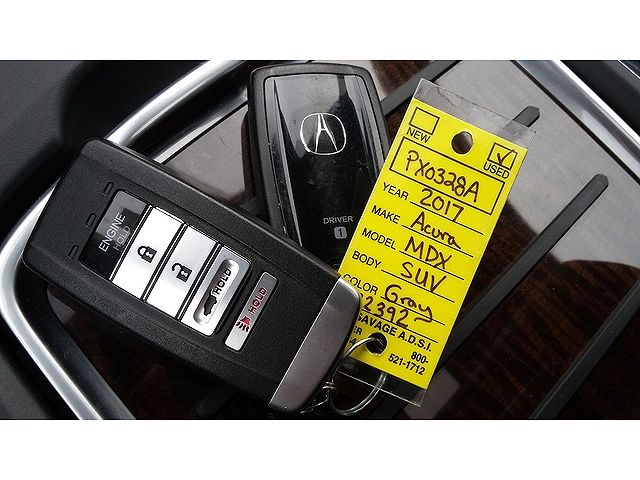 NEW
USED
PX0328A
YEAR 2017
MAKE Acura
MODEL MDX
BODY SUV
COLOR Gray
2392
SAVAGE A.D.S.I.
800-
521-1712
DRIVER
1
ENGINE
HOLD
HOLD
HOLD